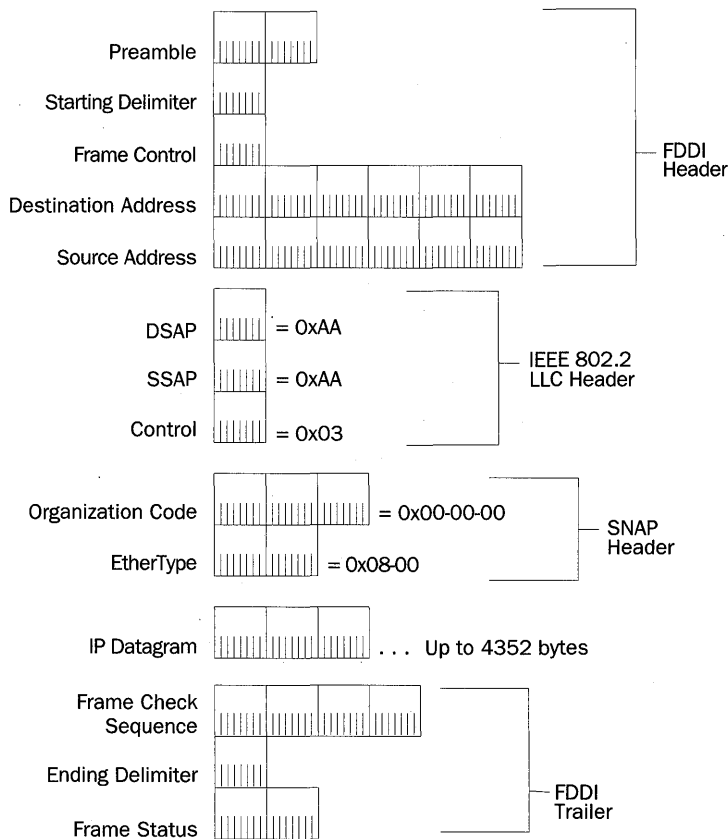 Preamble
Starting Delimiter
Frame Control
Destination Address
Source Address
FDDI
Header
DSAP = 0xAA
SSAP = 0xAA
Control = 0x03
IEEE 802.2
LLC Header
Organization Code = 0x00-00-00
EtherType = 0x08-00
SNAP
Header
IP Datagram ... Up to 4352 bytes
Frame Check
Sequence
Ending Delimiter
Frame Status
FDDI
Trailer